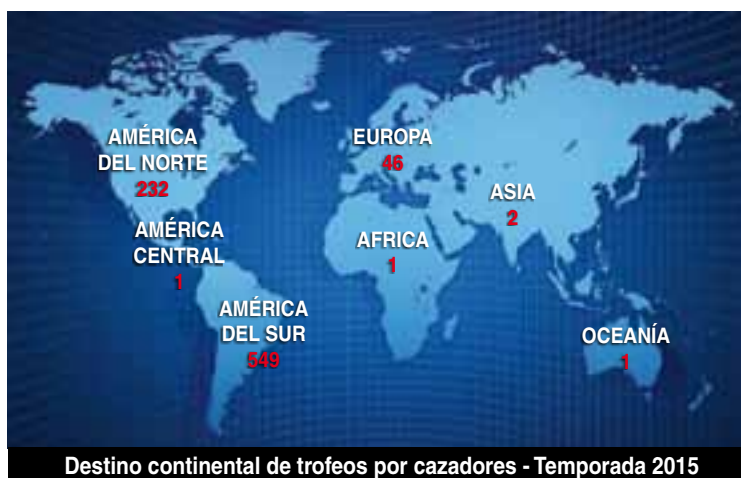 AMÉRICA
DEL NORTE
232
EUROPA
46
ASIA
2
AMÉRICA
CENTRAL
1
AFRICA
1
AMÉRICA
DEL SUR
549
OCEANÍA
1
Destino continental de trofeos por cazadores - Temporada 2015